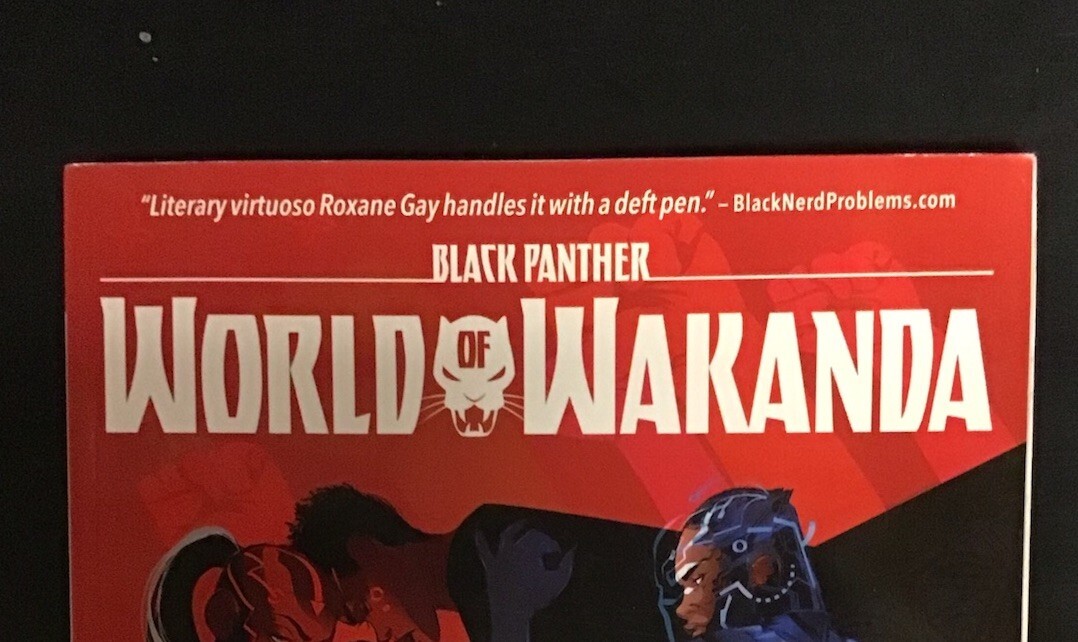 "Literary virtuoso Roxane Gay handles it with a deft pen." – BlackNerdProblems.com
BLACK PANTHER
WORLD OF WAKANDA